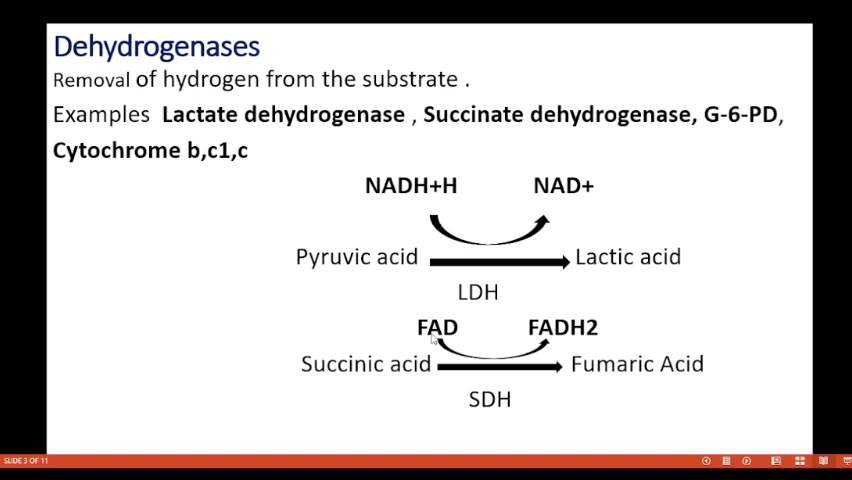 Dehydrogenases
Removal of hydrogen from the substrate .
Examples Lactate dehydrogenase , Succinate dehydrogenase, G-6-PD,
Cytochrome b,c1,c
NADH+H NAD+
Pyruvic acid Lactic acid
LDH
FAD FADH2
Succinic acid Fumaric Acid
SDH
SLIDE 3 OF 11